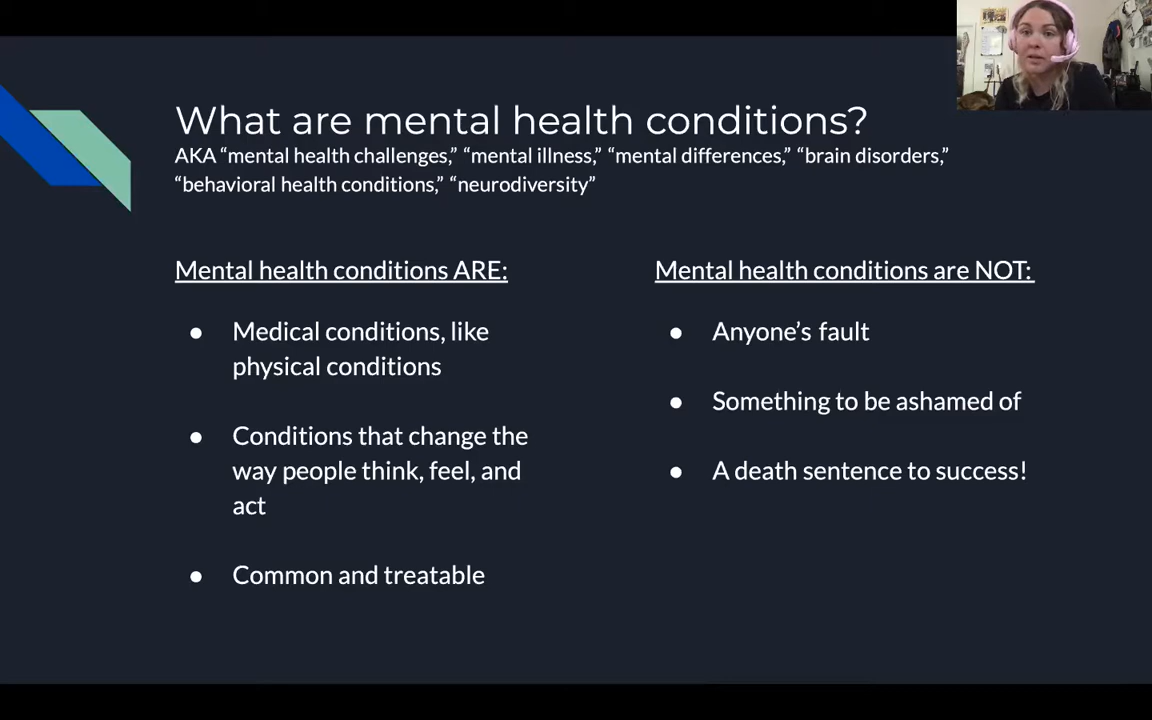 What are mental health conditions?
AKA “mental health challenges,” “mental illness,” “mental differences,” “brain disorders,”
“behavioral health conditions,” “neurodiversity”
Mental health conditions ARE:
● Medical conditions, like
physical conditions
● Conditions that change the
way people think, feel, and
act
● Common and treatable
Mental health conditions are NOT:
● Anyone’s fault
● Something to be ashamed of
● A death sentence to success!